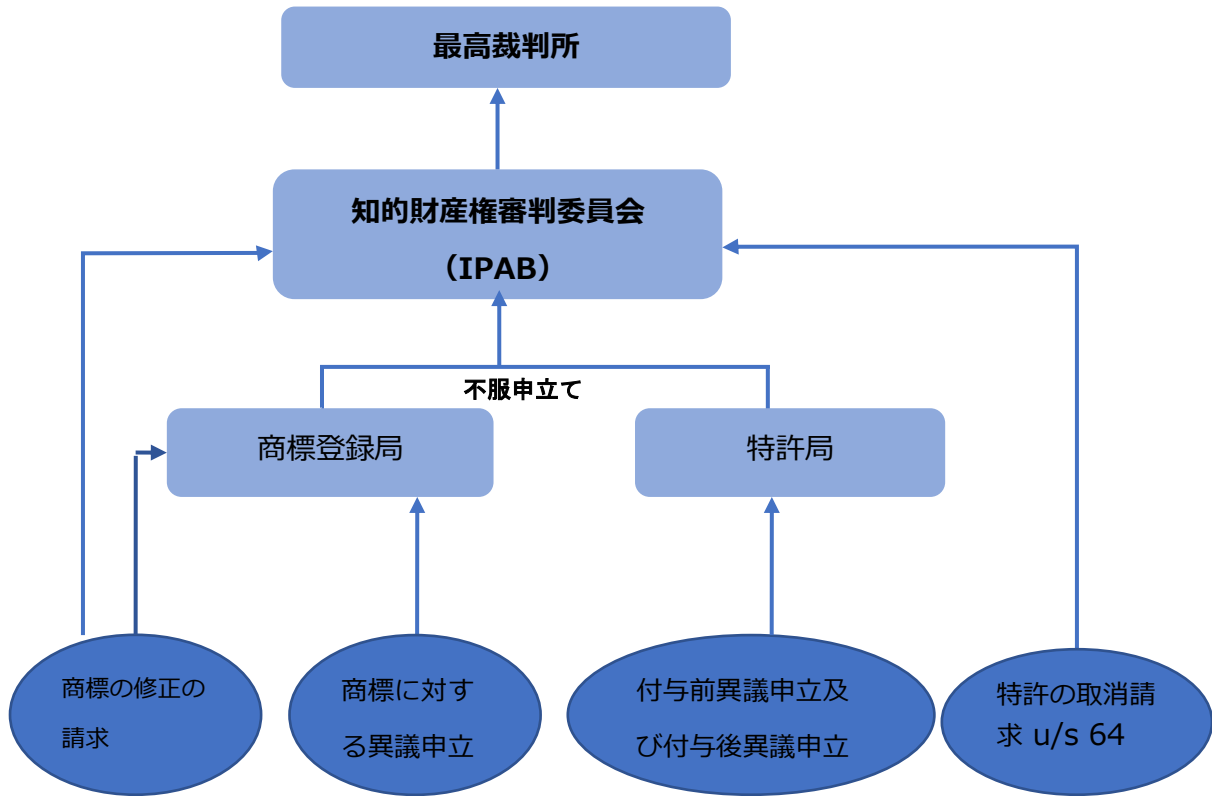 最高裁判所
知的財産権審判委員会
（IPAB）
不服申立て
商標登録局
特許局
商標の修正の
請求
商標に対す
る異議申立
付与前異議申立及
び付与後異議申立
特許の取消請
求 u/s 64